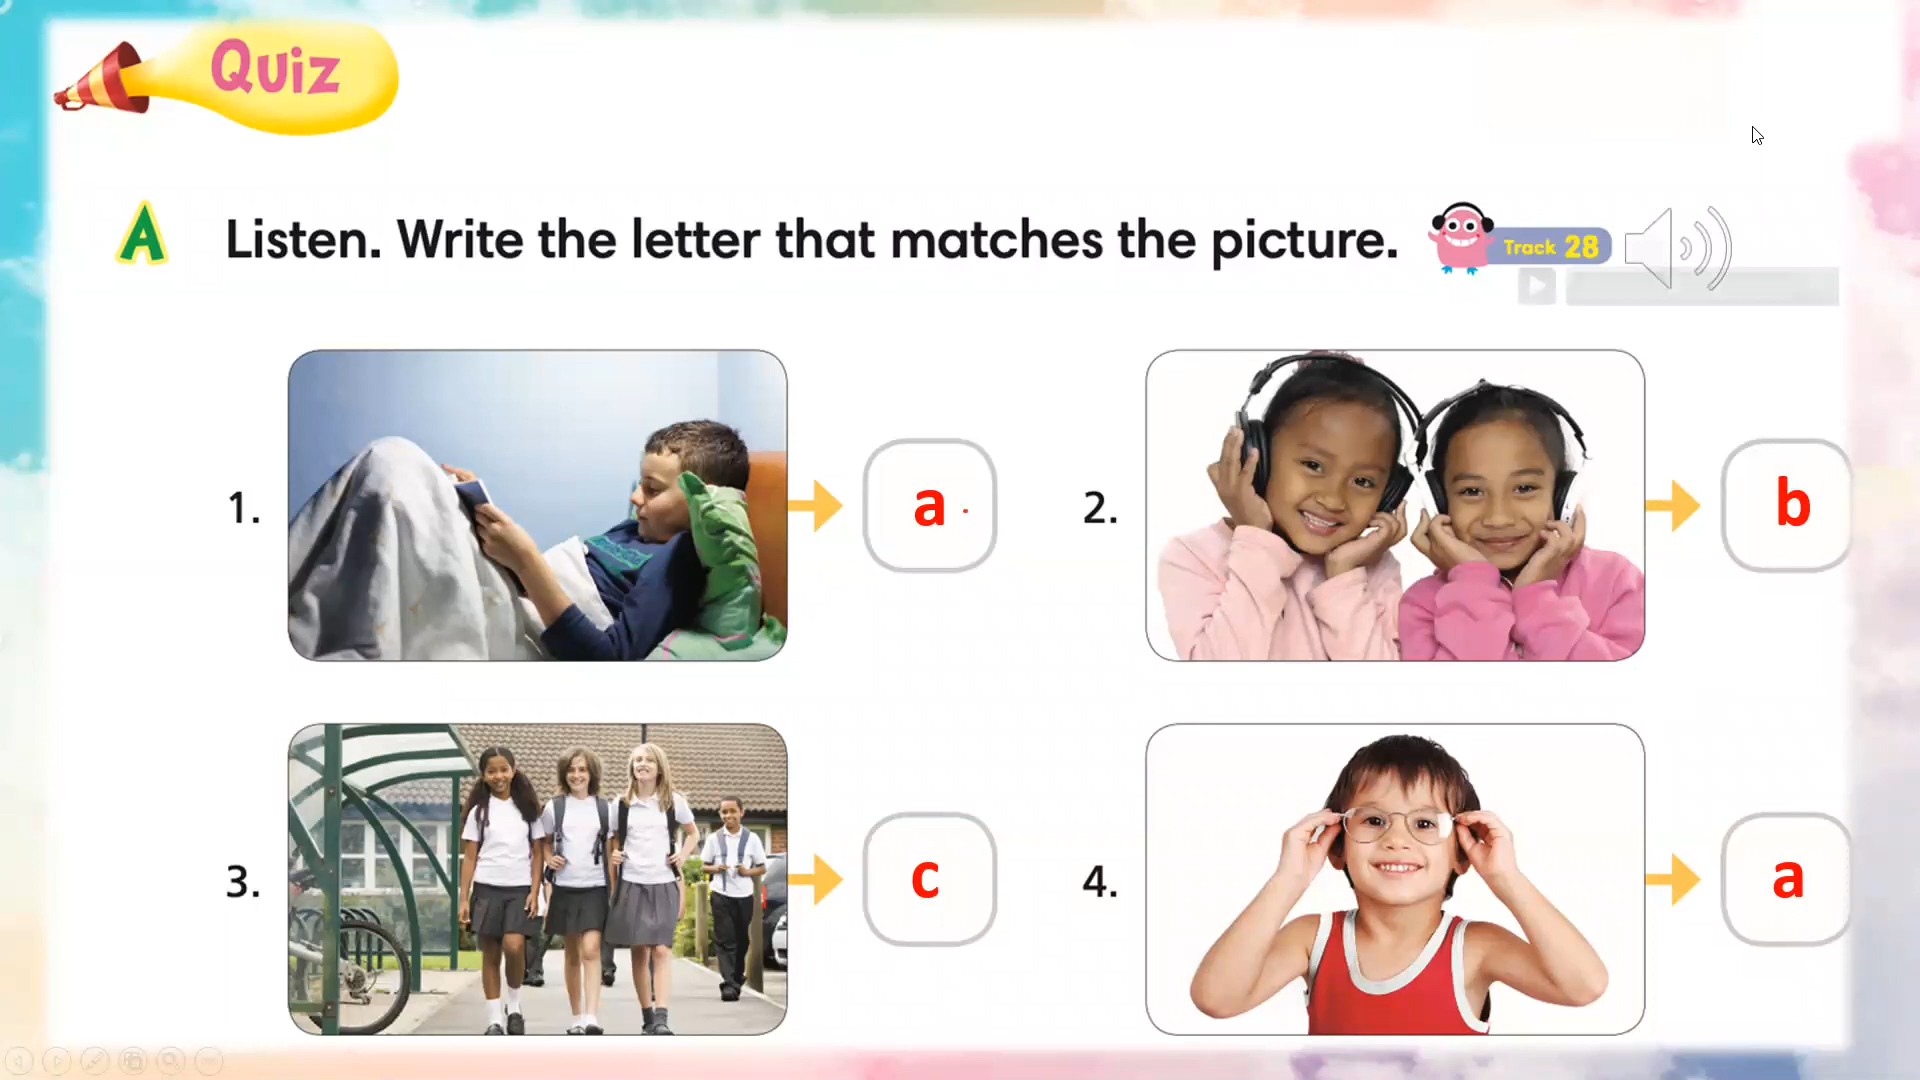 Quiz
A Listen. Write the letter that matches the picture. Track 28
1. a 2. b
3. c 4. a